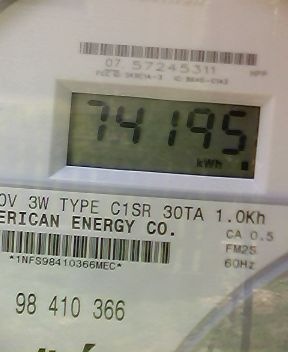 07 57245311
74195
kWh
0V 3W TYPE C1SR 30TA 1.0Kh
ERICAN ENERGY CO.
CA 0.5
FM2S
60Hz
*1NFS98410366MEC*
98 410 366